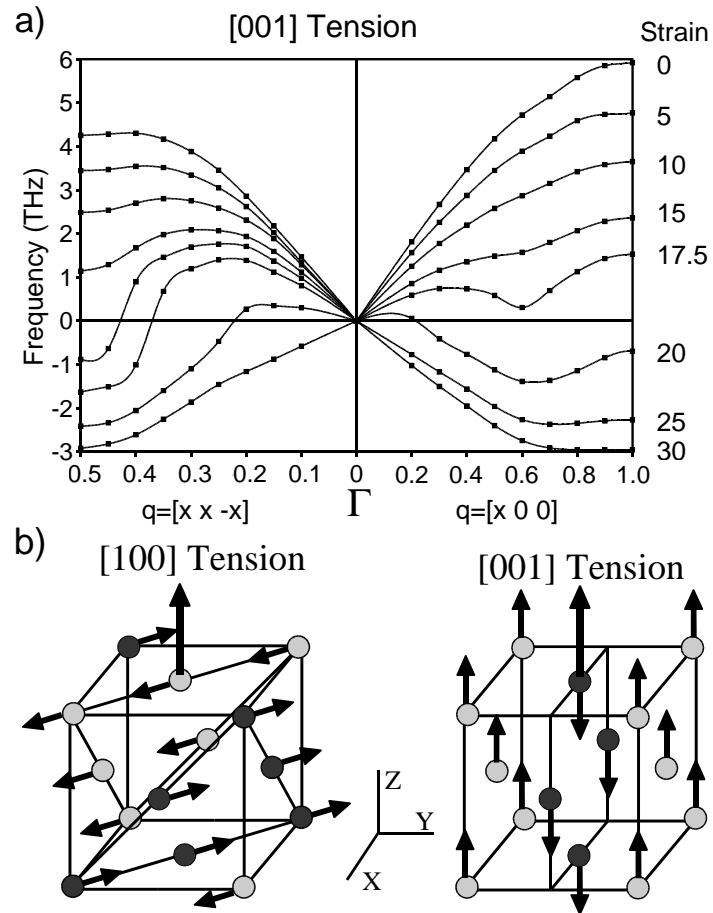 a)
[001] Tension
Strain
6
5
4
3
2
1
0
-1
-2
-3
Frequency (THz)
0
5
10
15
17.5
20
25
30
0.5 0.4 0.3 0.2 0.1 0 0.2 0.4 0.6 0.8 1.0
q=[x x -x] Γ q=[x 0 0]
b)
[100] Tension [001] Tension
Z
Y
X